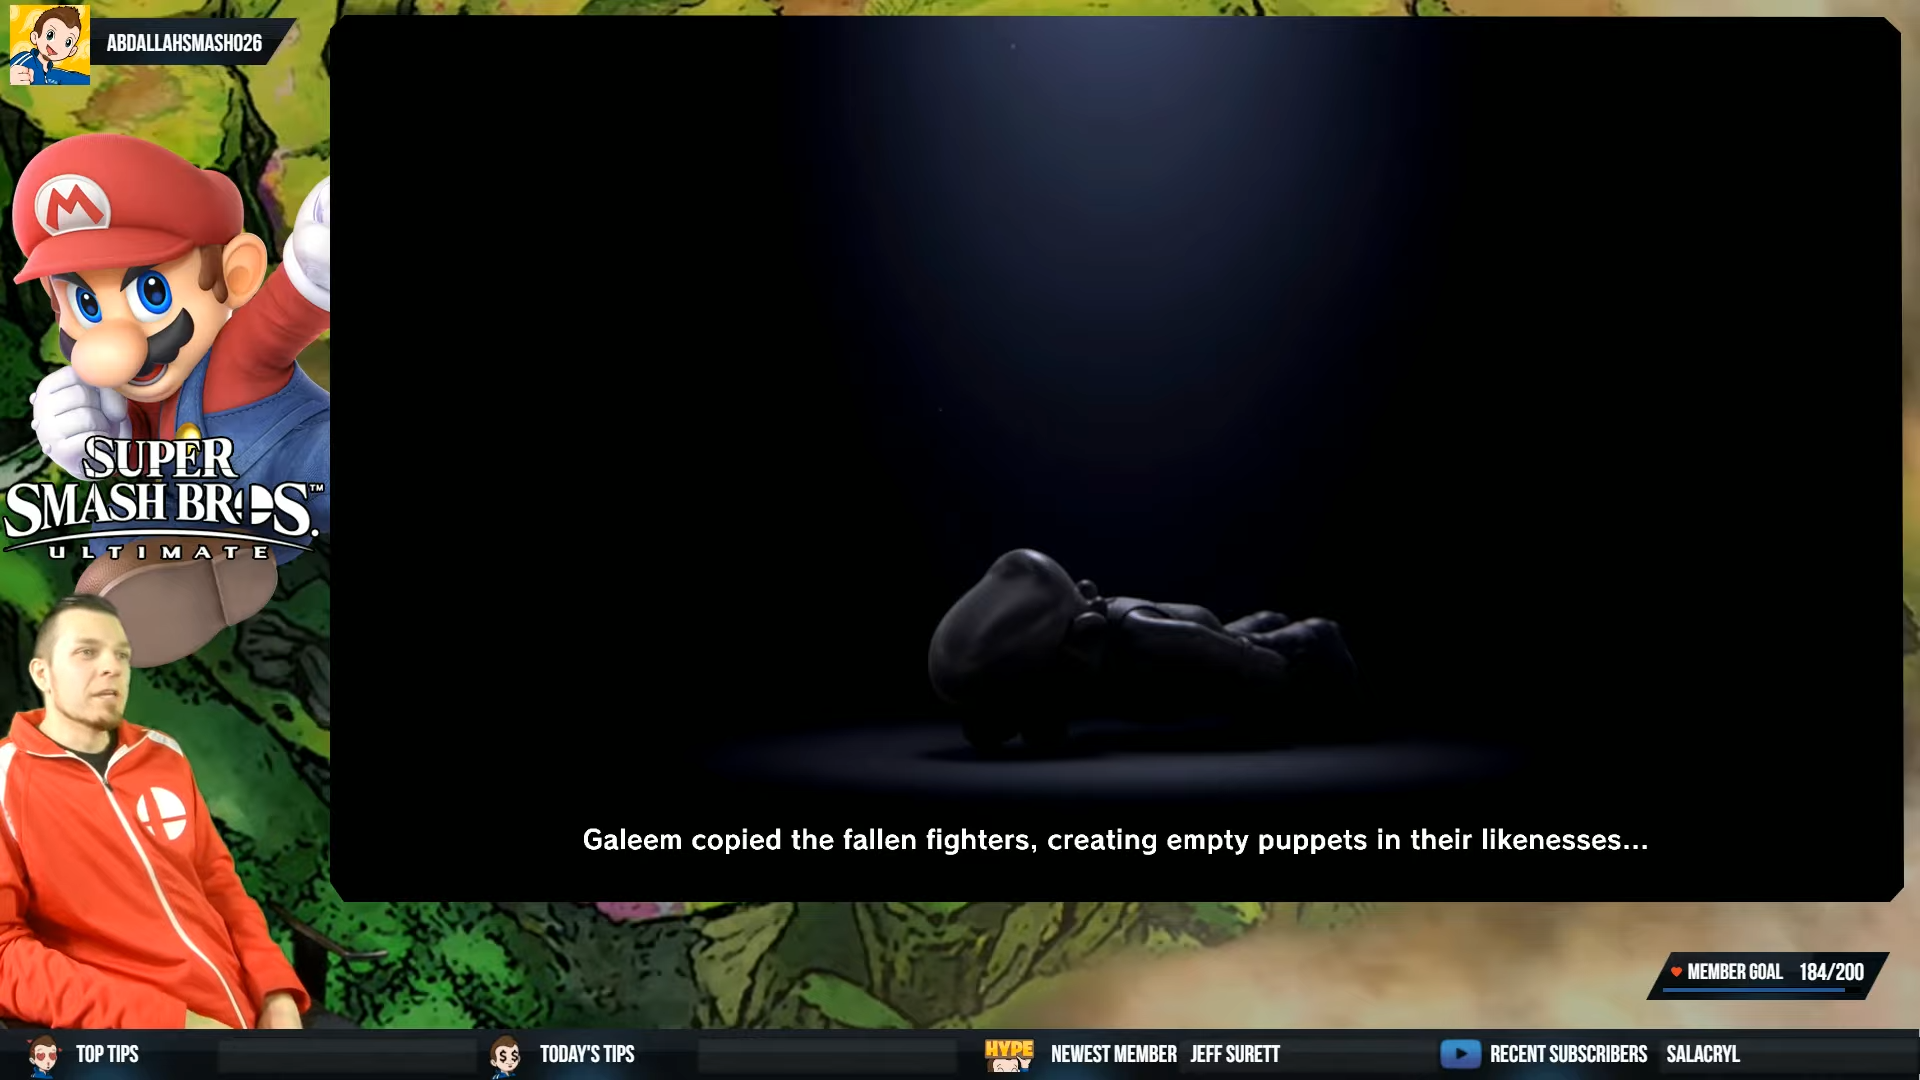 ABDALLAHSMASH026
M
SUPER
SMASH BROS.™
ULTIMATE
Galeem copied the fallen fighters, creating empty puppets in their likenesses...
MEMBER GOAL 184/200
TOP TIPS
TODAY'S TIPS
HYPE
NEWEST MEMBER JEFF SURETT
RECENT SUBSCRIBERS SALACRYL